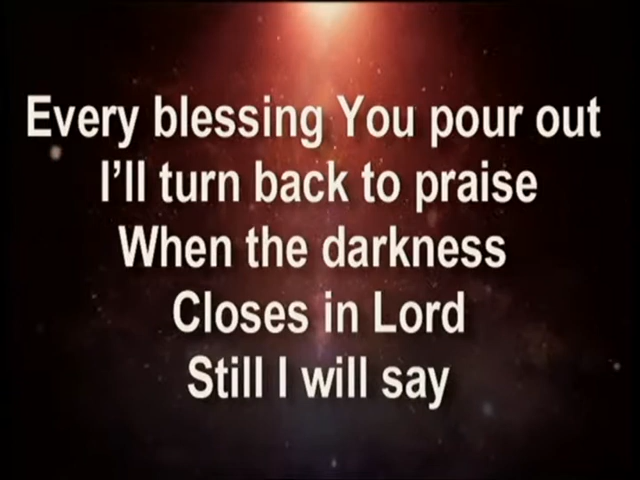 Every blessing You pour out
I'll turn back to praise
When the darkness
Closes in Lord
Still I will say